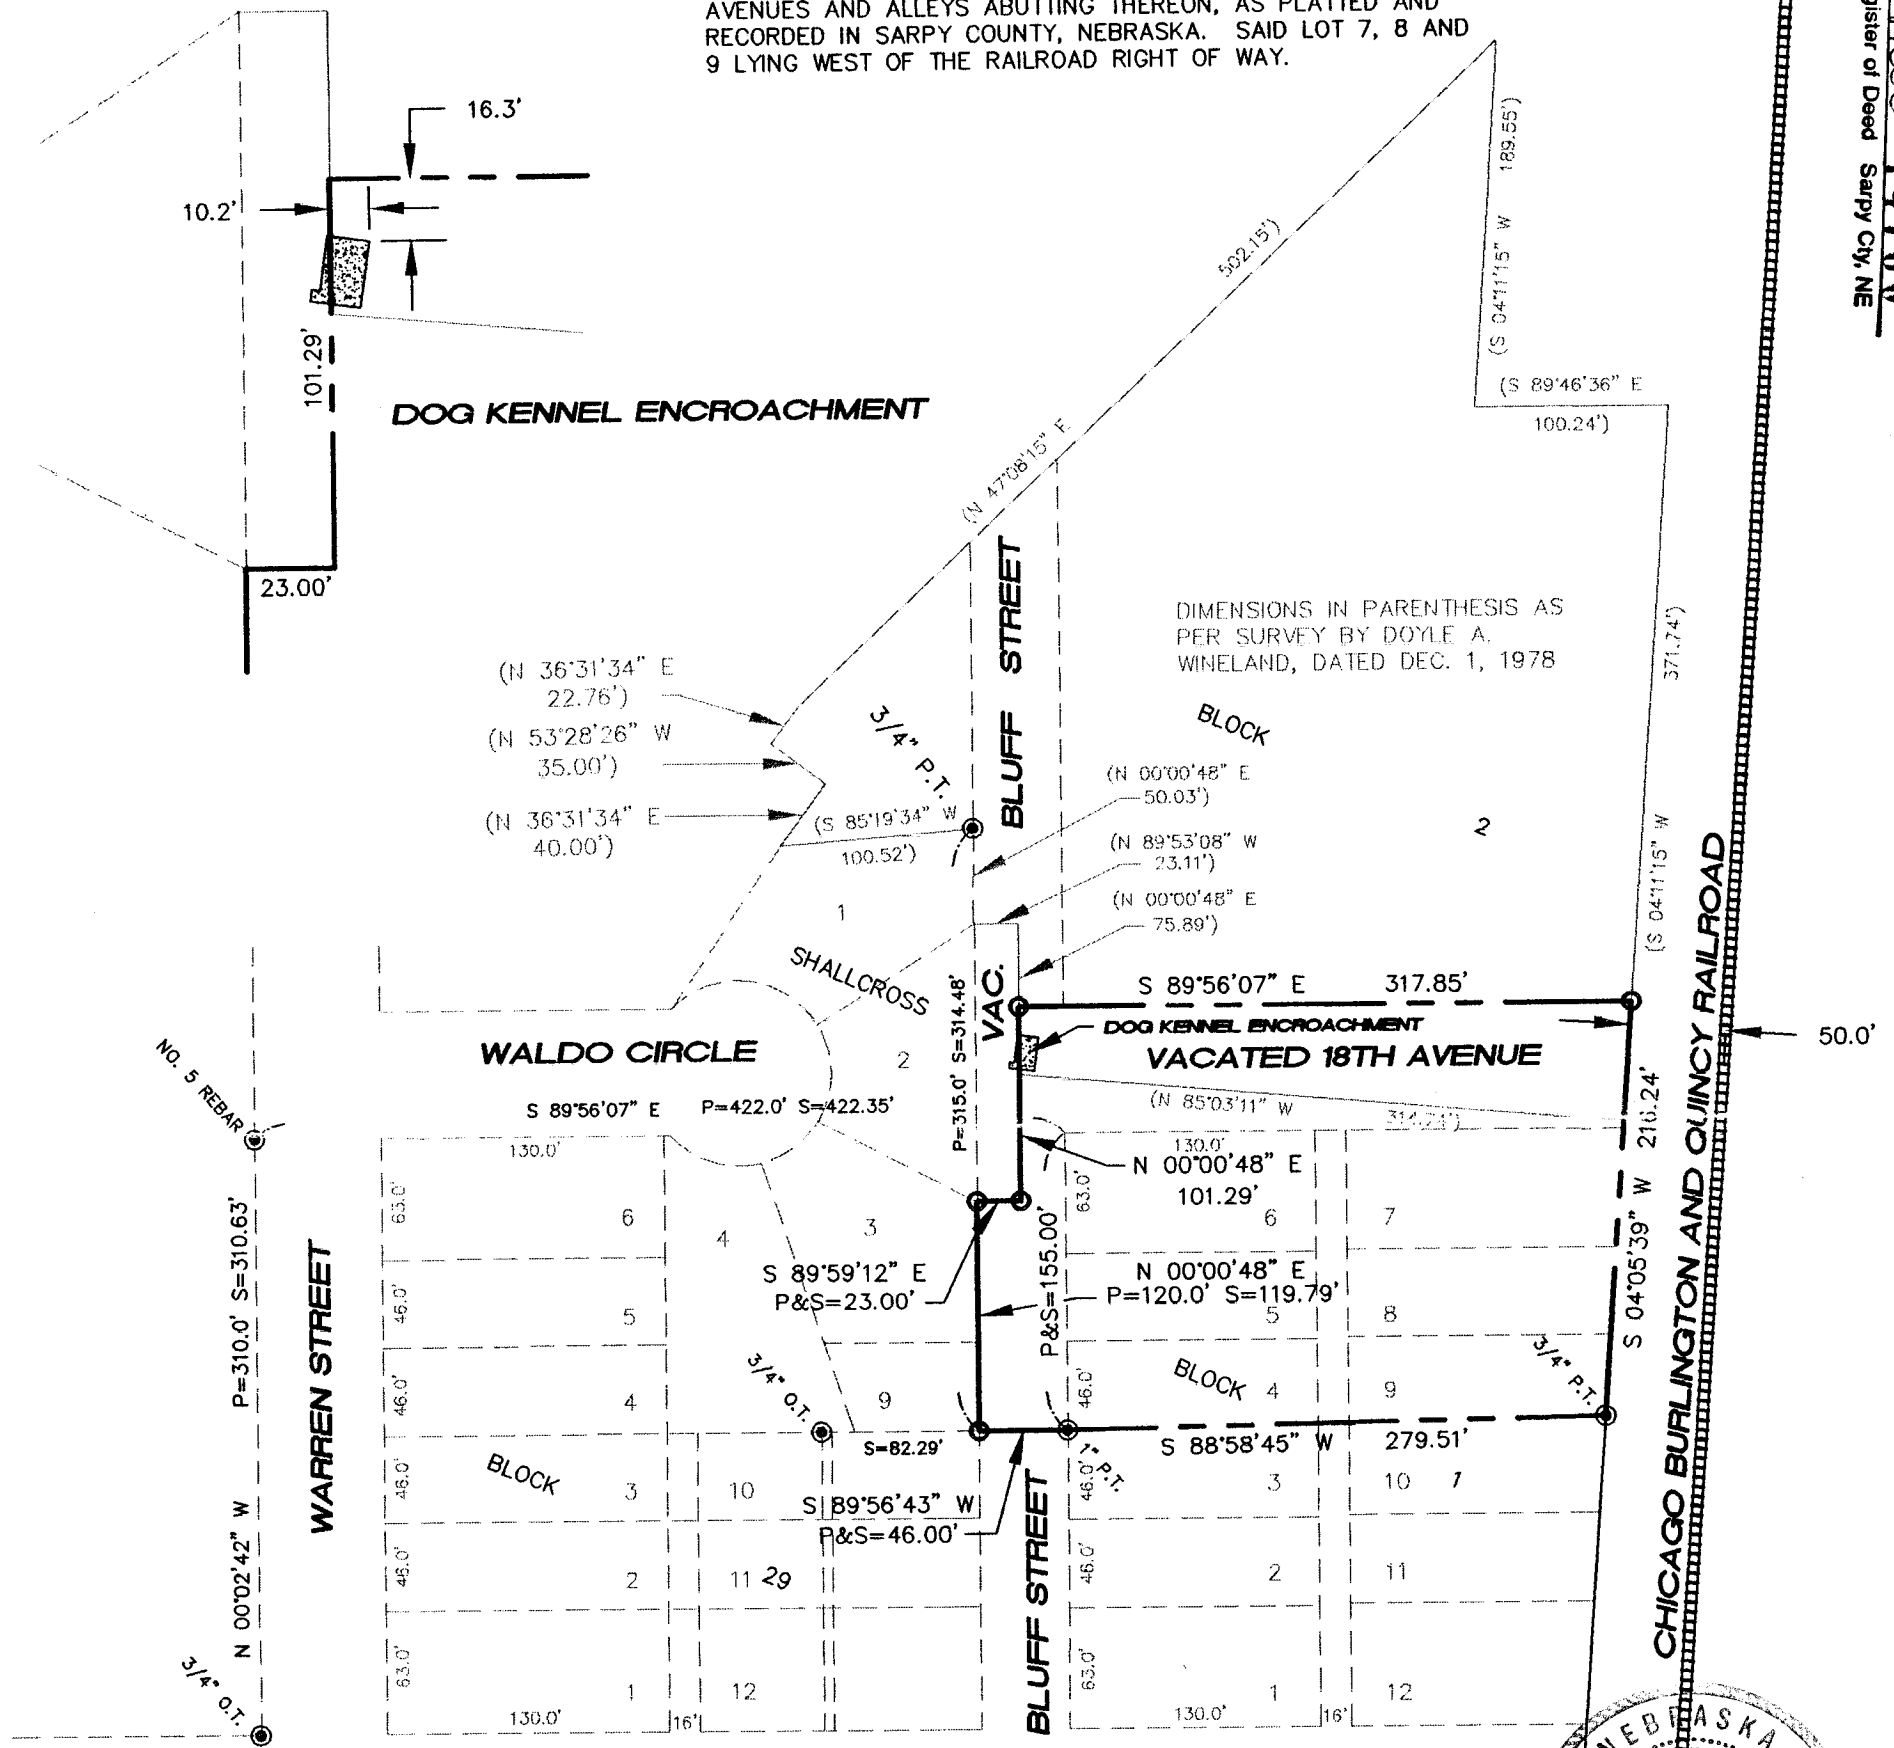 AVENUES AND ALLEYS ABUTTING THEREON, AS PLATTED AND
RECORDED IN SARPY COUNTY, NEBRASKA. SAID LOT 7, 8 AND
9 LYING WEST OF THE RAILROAD RIGHT OF WAY.
Register of Deed Sarpy Cty, NE
16.3'
10.2'
101.29'
23.00'
DOG KENNEL ENCROACHMENT
502.15')
(N 47°08'15" E
(S 04°11'15" W 189.55')
(S 89°46'36" E
100.24')
371.74')
(S 04°11'15" W
DIMENSIONS IN PARENTHESIS AS
PER SURVEY BY DOYLE A.
WINELAND, DATED DEC. 1, 1978
BLUFF STREET
BLOCK
2
(N 36°31'34" E
22.76')
(N 53°28'26" W
35.00')
(N 36°31'34" E
40.00')
3/4" P.T.
(S 85°19'34" W
100.52')
(N 00°00'48" E
50.03')
(N 89°53'08" W
23.11')
(N 00°00'48" E
75.89')
1
SHALLCROSS
2
VAC.
P=315.0' S=314.48'
S 89°56'07" E 317.85'
DOG KENNEL ENCROACHMENT
VACATED 18TH AVENUE
50.0'
(N 85°03'11" W
314.24')
WALDO CIRCLE
S 89°56'07" E P=422.0' S=422.35'
NO. 5 REBAR
130.0'
130.0'
N 00°00'48" E
101.29'
216.24'
S 04°05'39" W
CHICAGO BURLINGTON AND QUINCY RAILROAD
P=310.0' S=310.63'
N 00°02'42" W
WARREN STREET
63.0'
6
4
3
63.0'
6
7
S 89°59'12" E
P&S=23.00'
P&S=155.00'
N 00°00'48" E
P=120.0' S=119.79'
46.0'
5
5
8
3/4" O.T.
3/4" P.T.
BLOCK
46.0'
4
9
46.0'
4
9
S=82.29'
1" P.T.
S 88°58'45" W 279.51'
BLOCK
46.0'
3
10
46.0'
3
10
1
S 89°56'43" W
P&S=46.00'
BLUFF STREET
46.0'
2
11
29
46.0'
2
11
63.0'
1
12
63.0'
1
12
3/4" O.T.
130.0'
16'
130.0'
16'
NEBRASKA